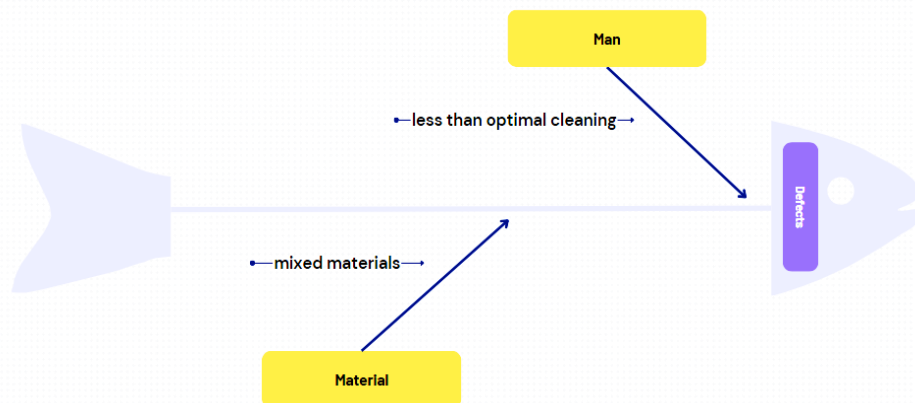 Man
less than optimal cleaning
Defects
mixed materials
Material